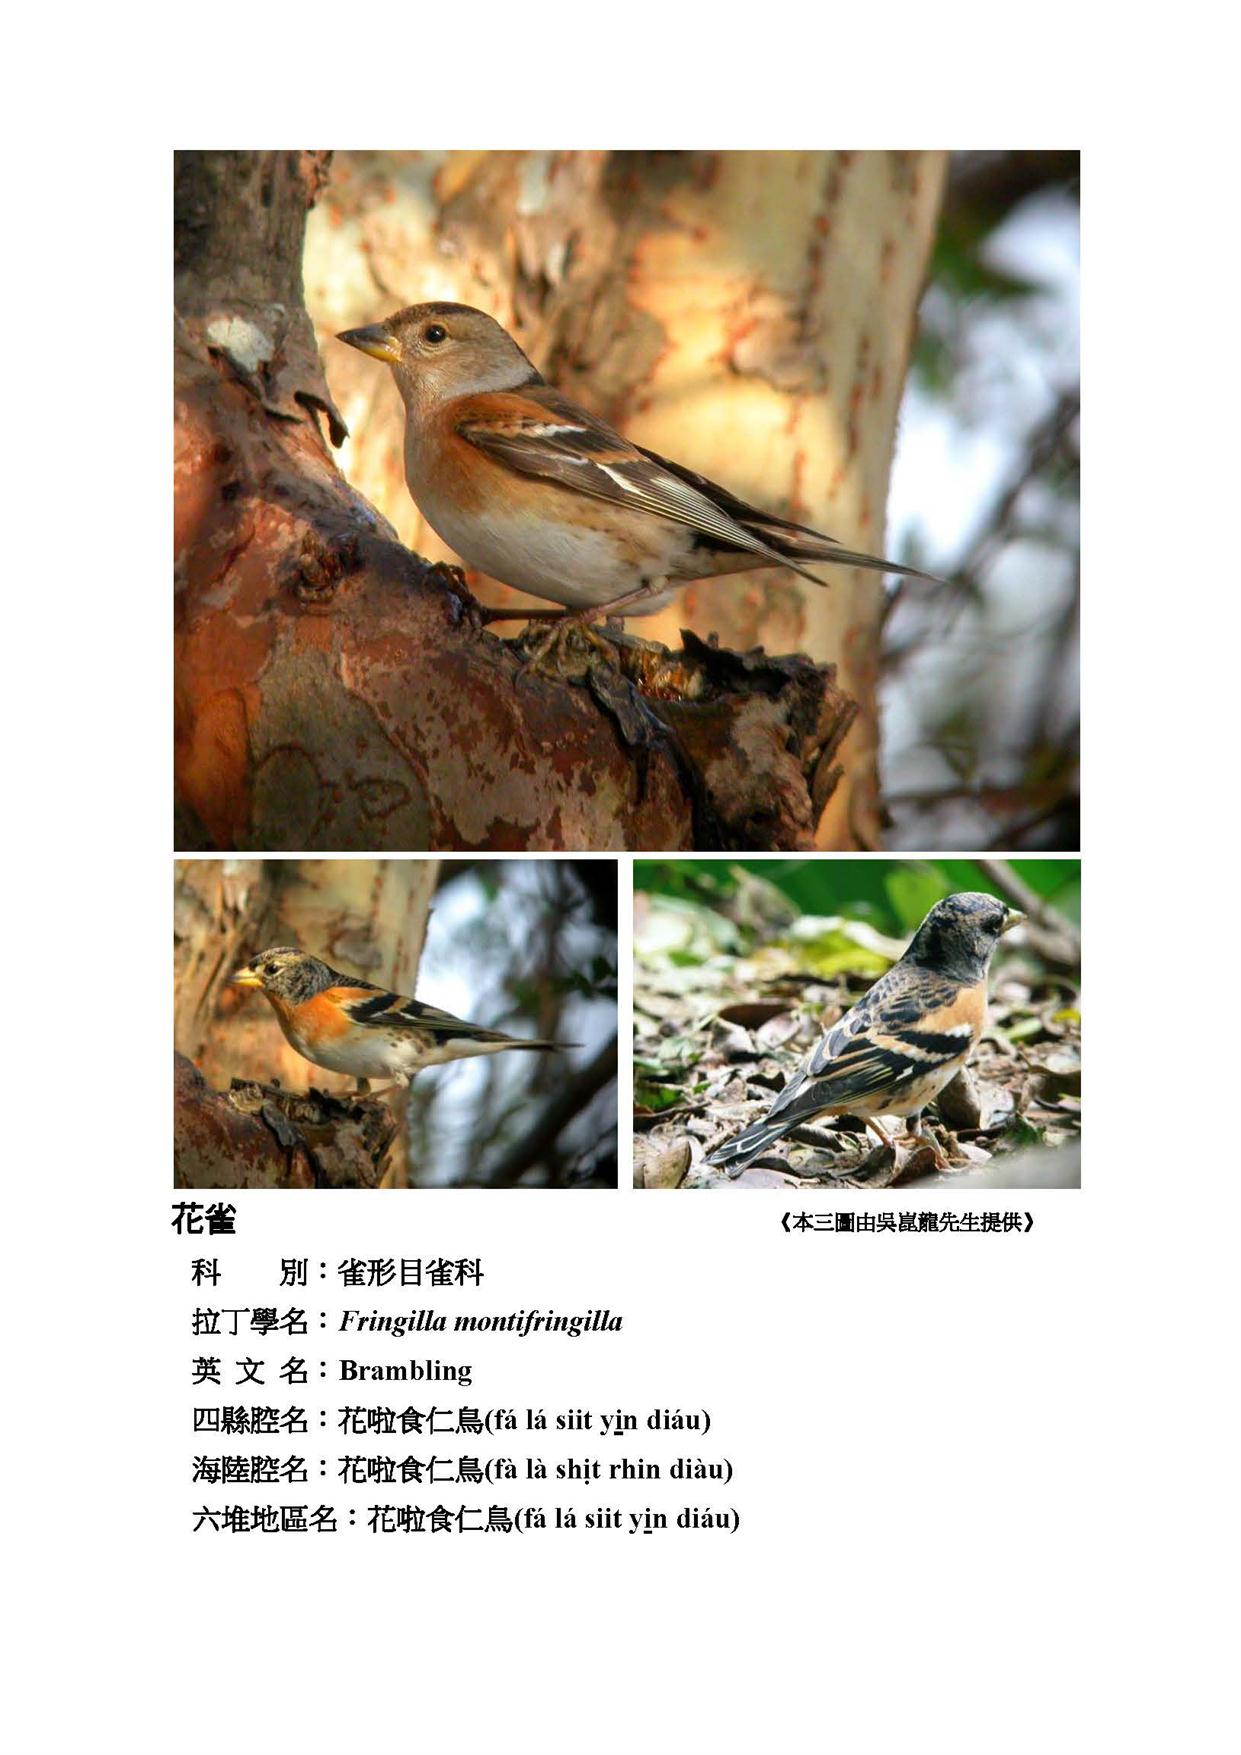 花雀 《本三圖由吳崑龍先生提供》
科 別：雀形目雀科
拉丁學名：Fringilla montifringilla
英 文 名：Brambling
四縣腔名：花啦食仁鳥(fá lá siit yin diáu)
海陸腔名：花啦食仁鳥(fà là shịt rhin diàu)
六堆地區名：花啦食仁鳥(fá lá siit yin diáu)